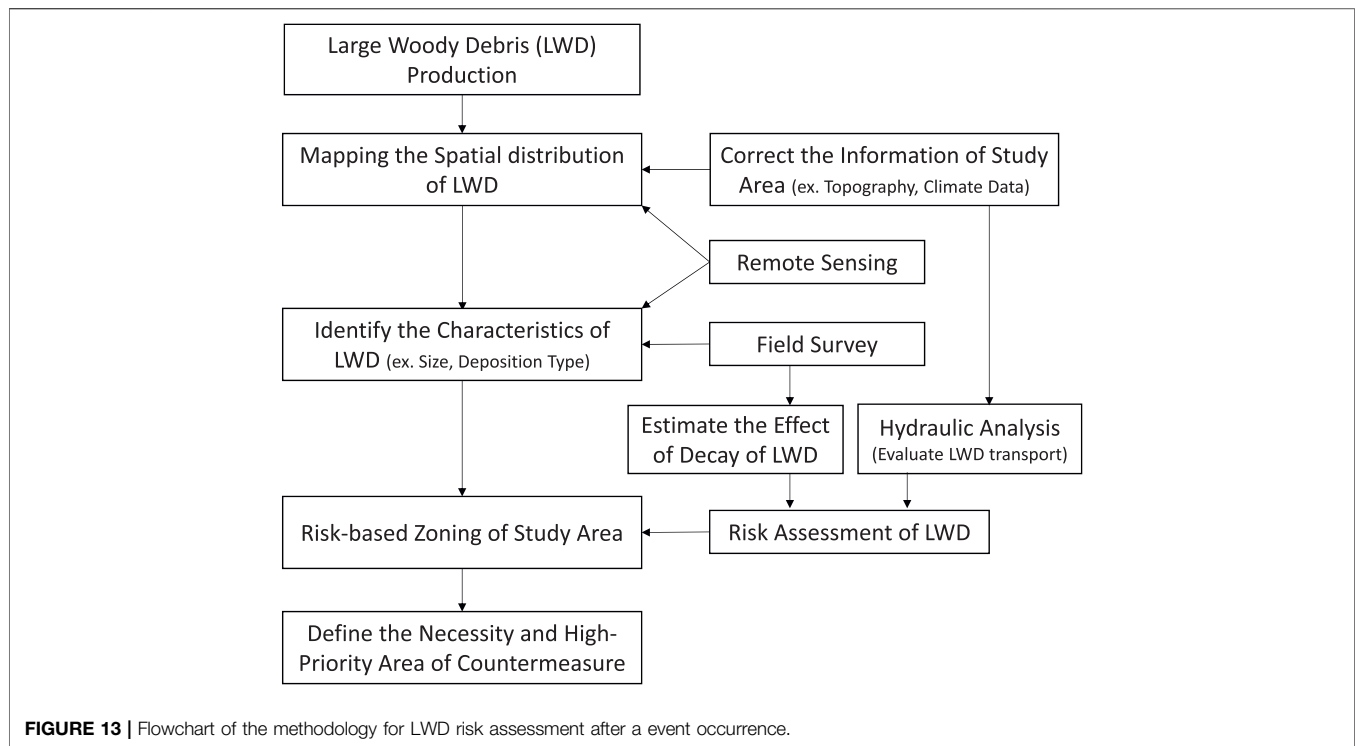 Large Woody Debris (LWD)
Production
Mapping the Spatial distribution
of LWD
Correct the Information of Study
Area (ex. Topography, Climate Data)
Remote Sensing
Identify the Characteristics of
LWD (ex. Size, Deposition Type)
Field Survey
Estimate the Effect
of Decay of LWD
Hydraulic Analysis
(Evaluate LWD transport)
Risk-based Zoning of Study Area
Risk Assessment of LWD
Define the Necessity and High-
Priority Area of Countermeasure
FIGURE 13 | Flowchart of the methodology for LWD risk assessment after a event occurrence.